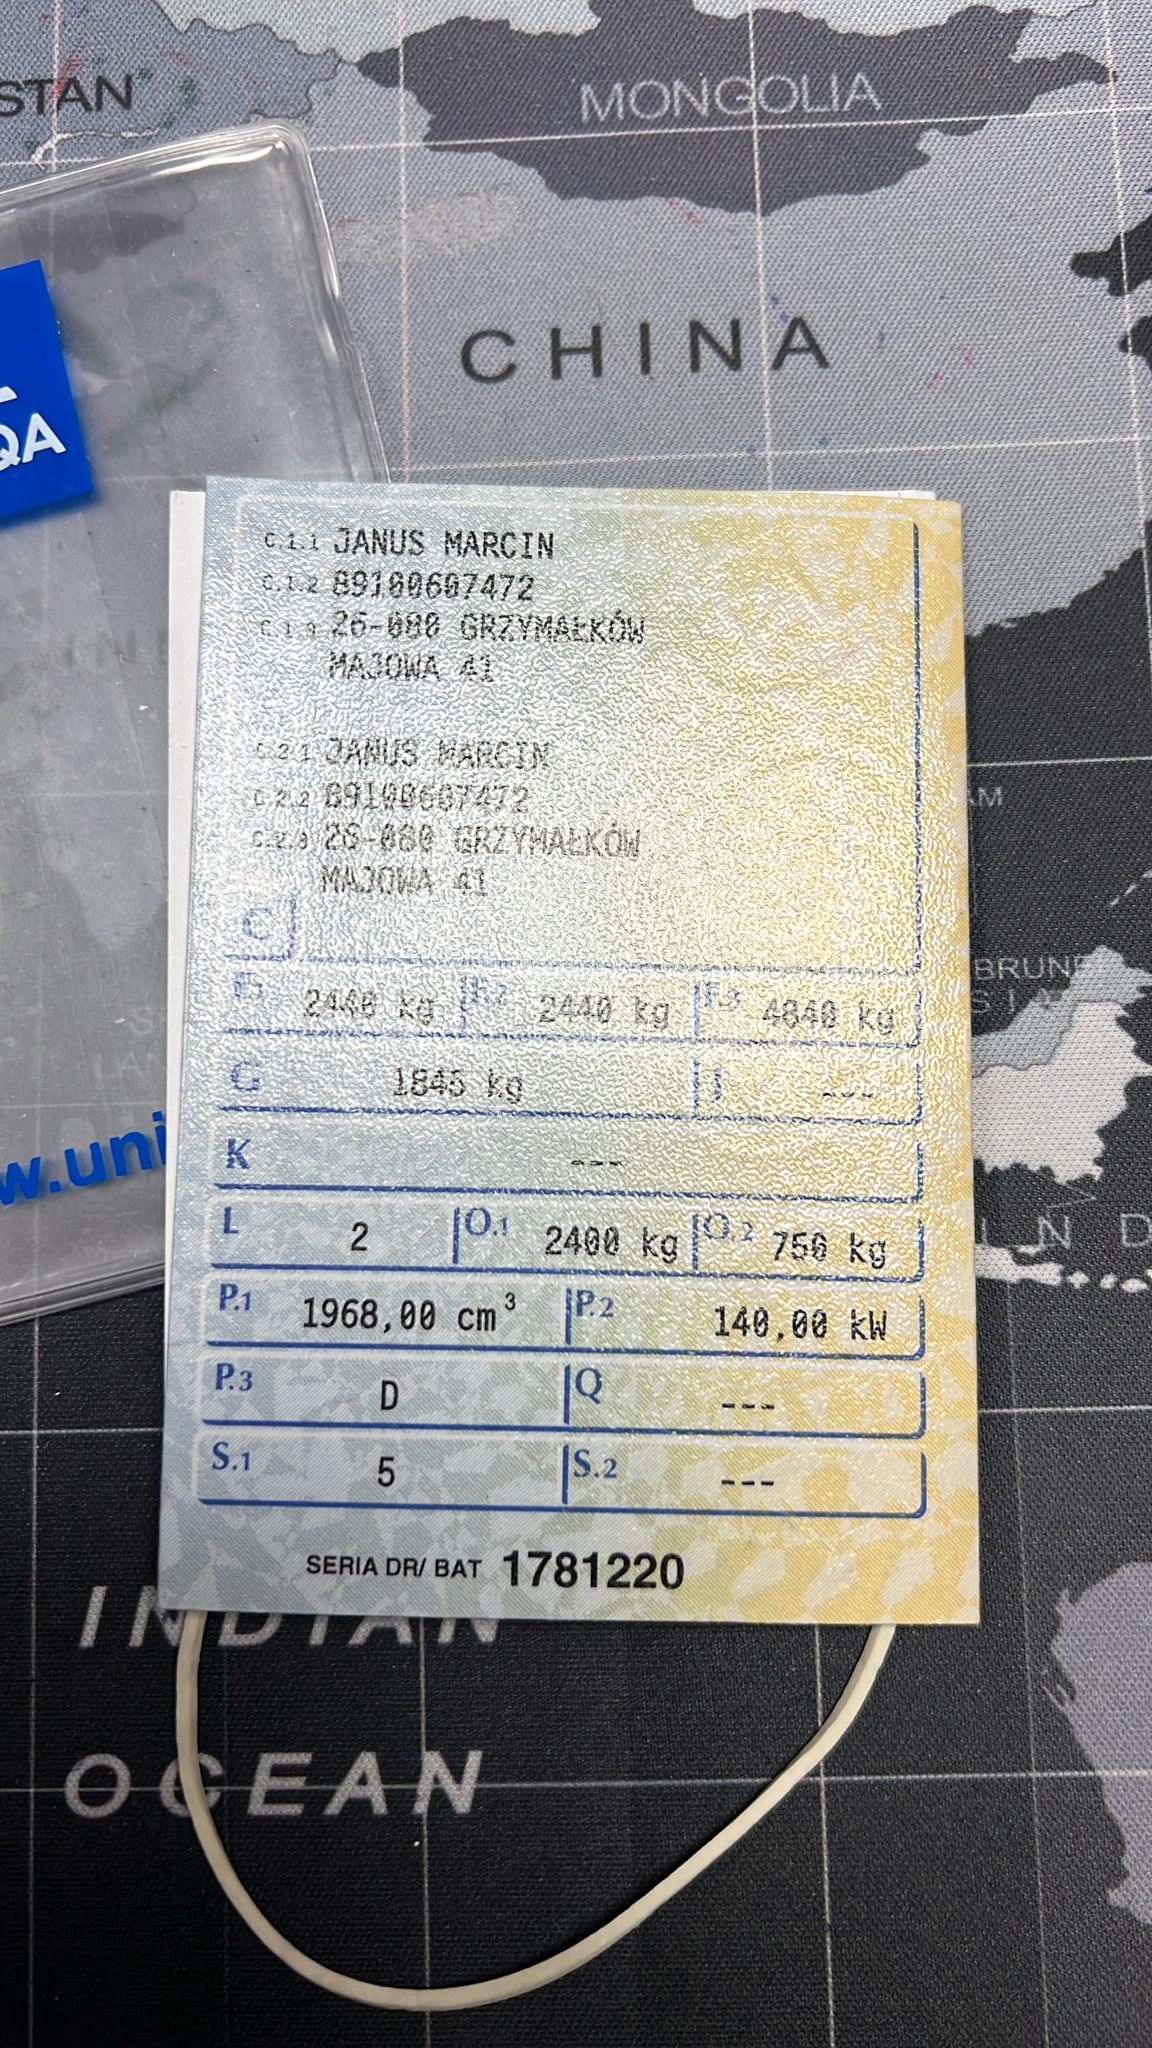 STAN
MONGOLIA
CHINA
QA
C.1.1 JANUS MARCIN
C.1.2 89100607472
C.1.3 26-080 GRZYMAŁKÓW
MAJOWA 41
C.2.1 JANUS MARCIN
C.2.2 89100607472
C.2.3 26-080 GRZYMAŁKÓW
MAJOWA 41
C
2440 kg F.2 2440 kg F.3 4840 kg
G 1845 kg J ---
K ---
L 2 O.1 2400 kg O.2 750 kg
P.1 1968,00 cm³ P.2 140,00 kW
P.3 D Q ---
S.1 5 S.2 ---
SERIA DR/ BAT 1781220
AM
BRUN
w.uni
IND
INDIAN
OCEAN